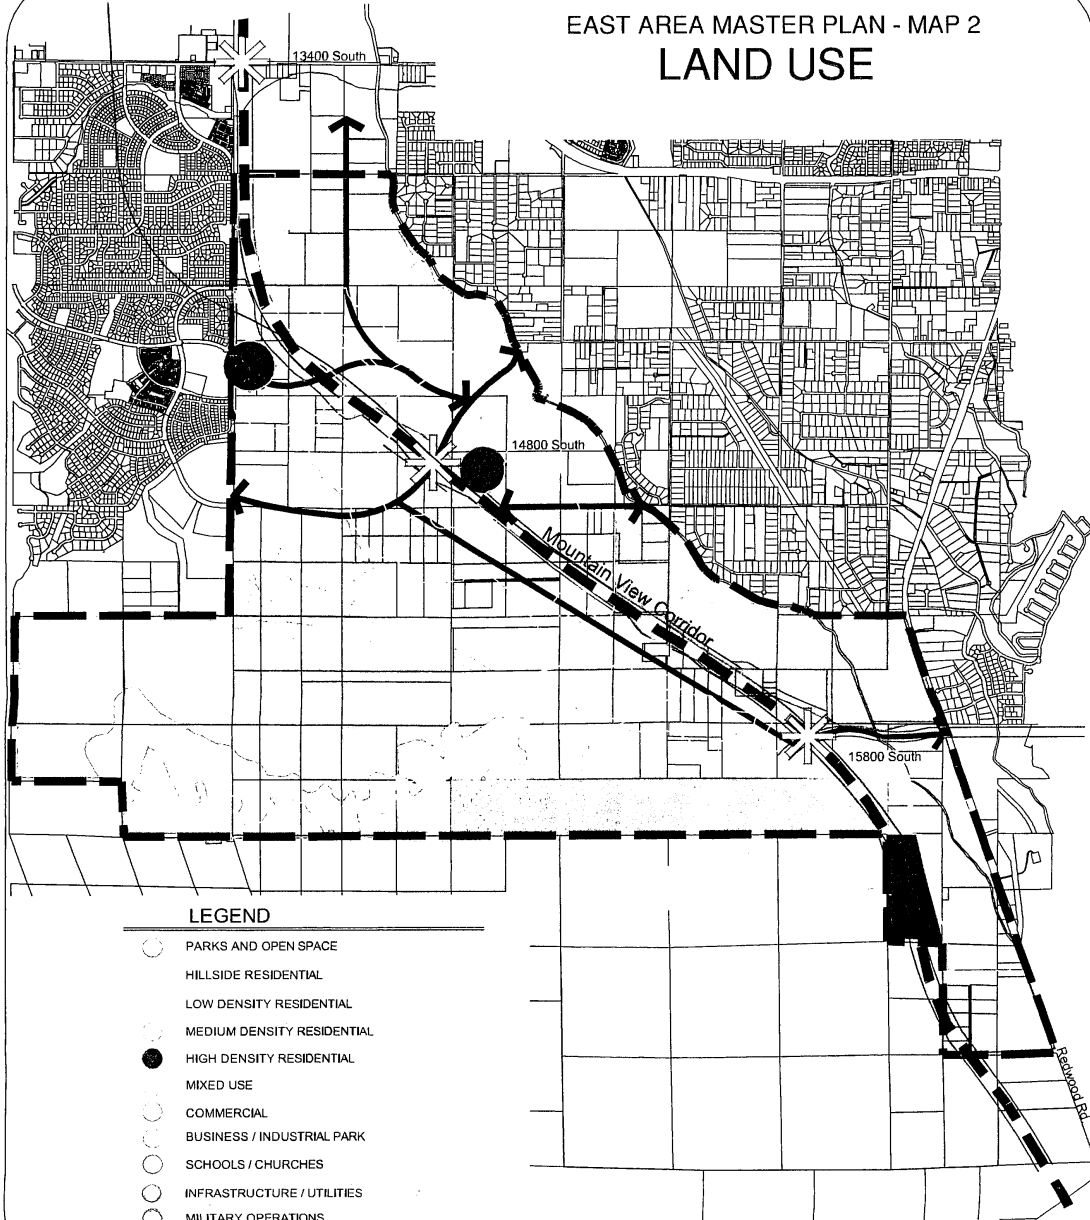 EAST AREA MASTER PLAN - MAP 2
LAND USE
13400 South
14800 South
Mountain View Corridor
15800 South
Redwood Rd
LEGEND
PARKS AND OPEN SPACE
HILLSIDE RESIDENTIAL
LOW DENSITY RESIDENTIAL
MEDIUM DENSITY RESIDENTIAL
HIGH DENSITY RESIDENTIAL
MIXED USE
COMMERCIAL
BUSINESS / INDUSTRIAL PARK
SCHOOLS / CHURCHES
INFRASTRUCTURE / UTILITIES
MILITARY OPERATIONS